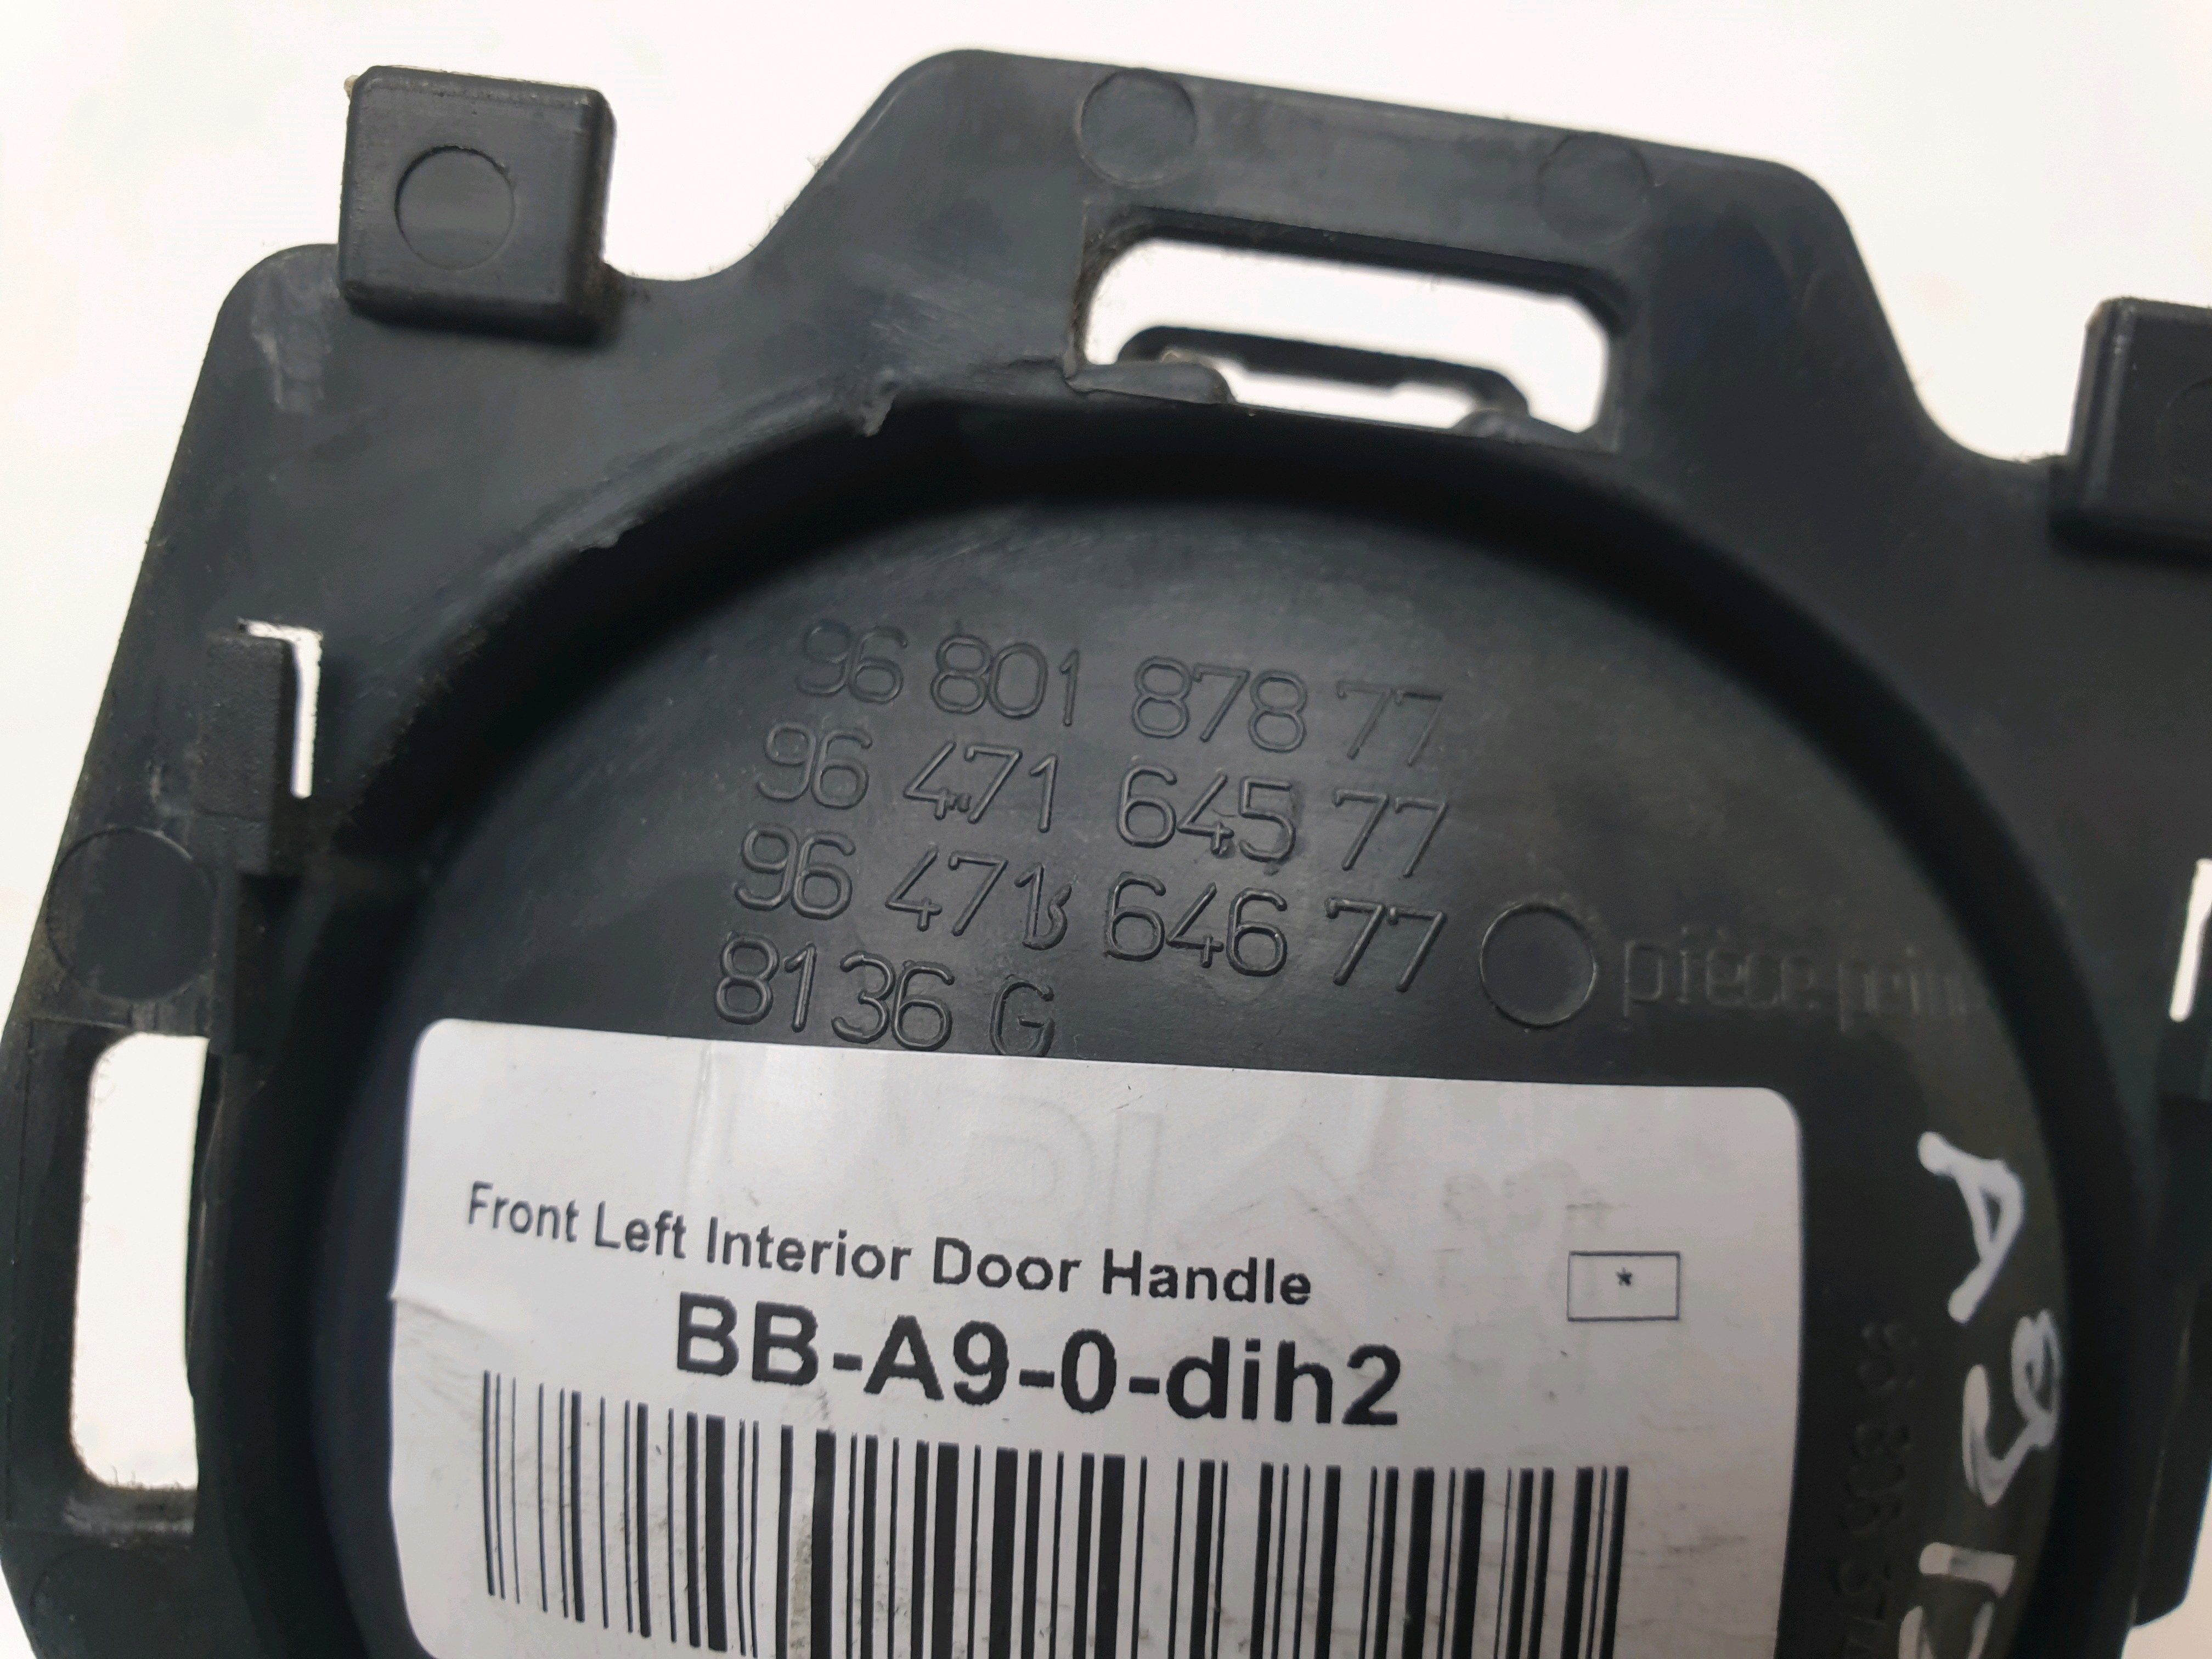 96 801 878 77
96 471 645 77
96 471 646 77
8136 G
pièce
Front Left Interior Door Handle
*
BB-A9-0-dih2